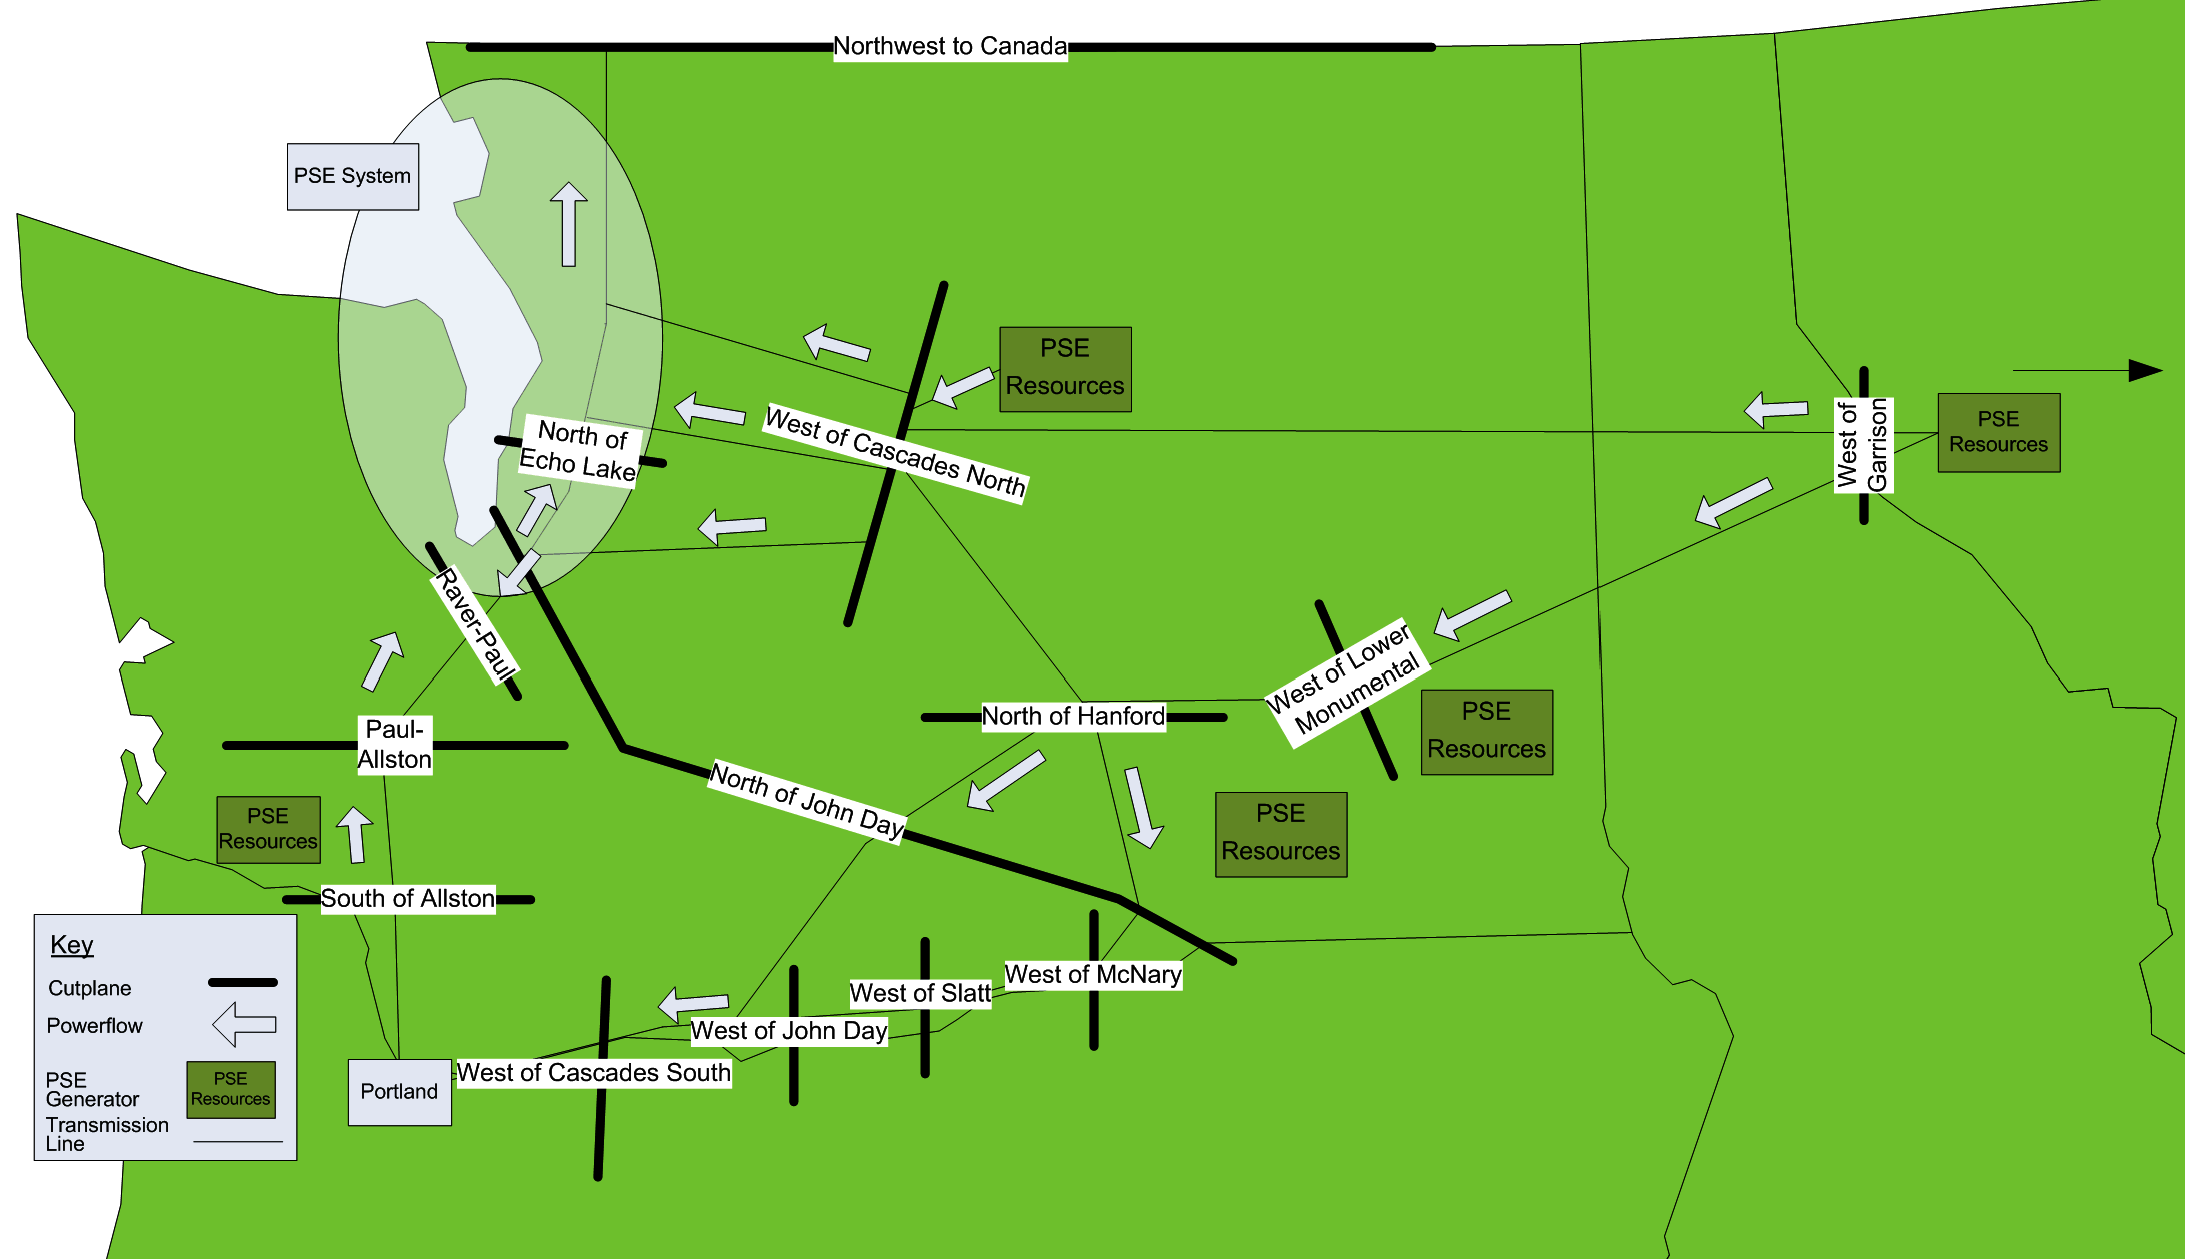 Northwest to Canada
PSE System
PSE
Resources
West of
Garrison
PSE
Resources
West of Cascades North
North of
Echo Lake
Raver-Paul
West of Lower
Monumental
North of Hanford
PSE
Resources
Paul-
Allston
North of John Day
PSE
Resources
PSE
Resources
South of Allston
West of McNary
West of Slatt
West of John Day
West of Cascades South
Portland
Key
Cutplane
Powerflow
PSE
Generator
PSE
Resources
Transmission
Line